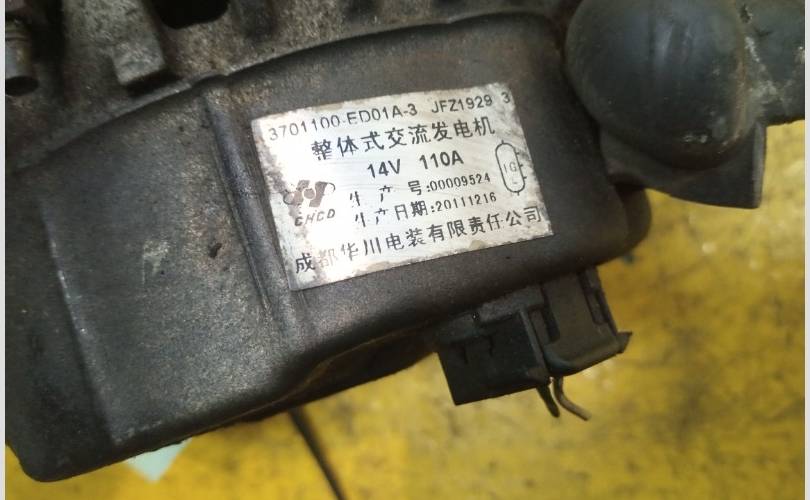 3701100-ED01A-3 JFZ1929 3
整体式交流发电机
14V 110A
IG
L
CHCD
生产号:00009524
生产日期:20111216
成都华川电装有限责任公司